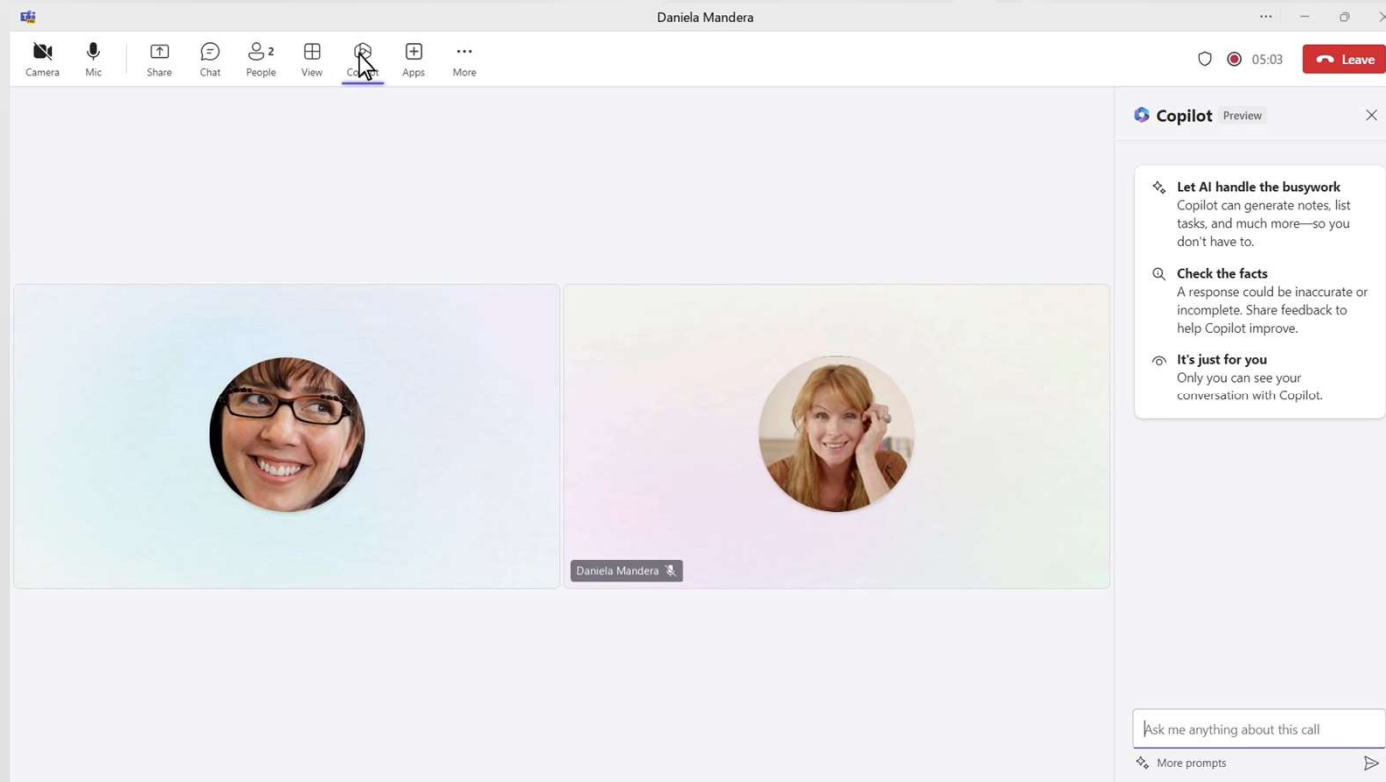 Daniela Mandera
Camera
Mic
Share
Chat
2
People
View
Apps
More
05:03
Leave
Daniela Mandera
Copilot Preview
Let AI handle the busywork
Copilot can generate notes, list
tasks, and much more—so you
don't have to.
Check the facts
A response could be inaccurate or
incomplete. Share feedback to
help Copilot improve.
It's just for you
Only you can see your
conversation with Copilot.
Ask me anything about this call
More prompts